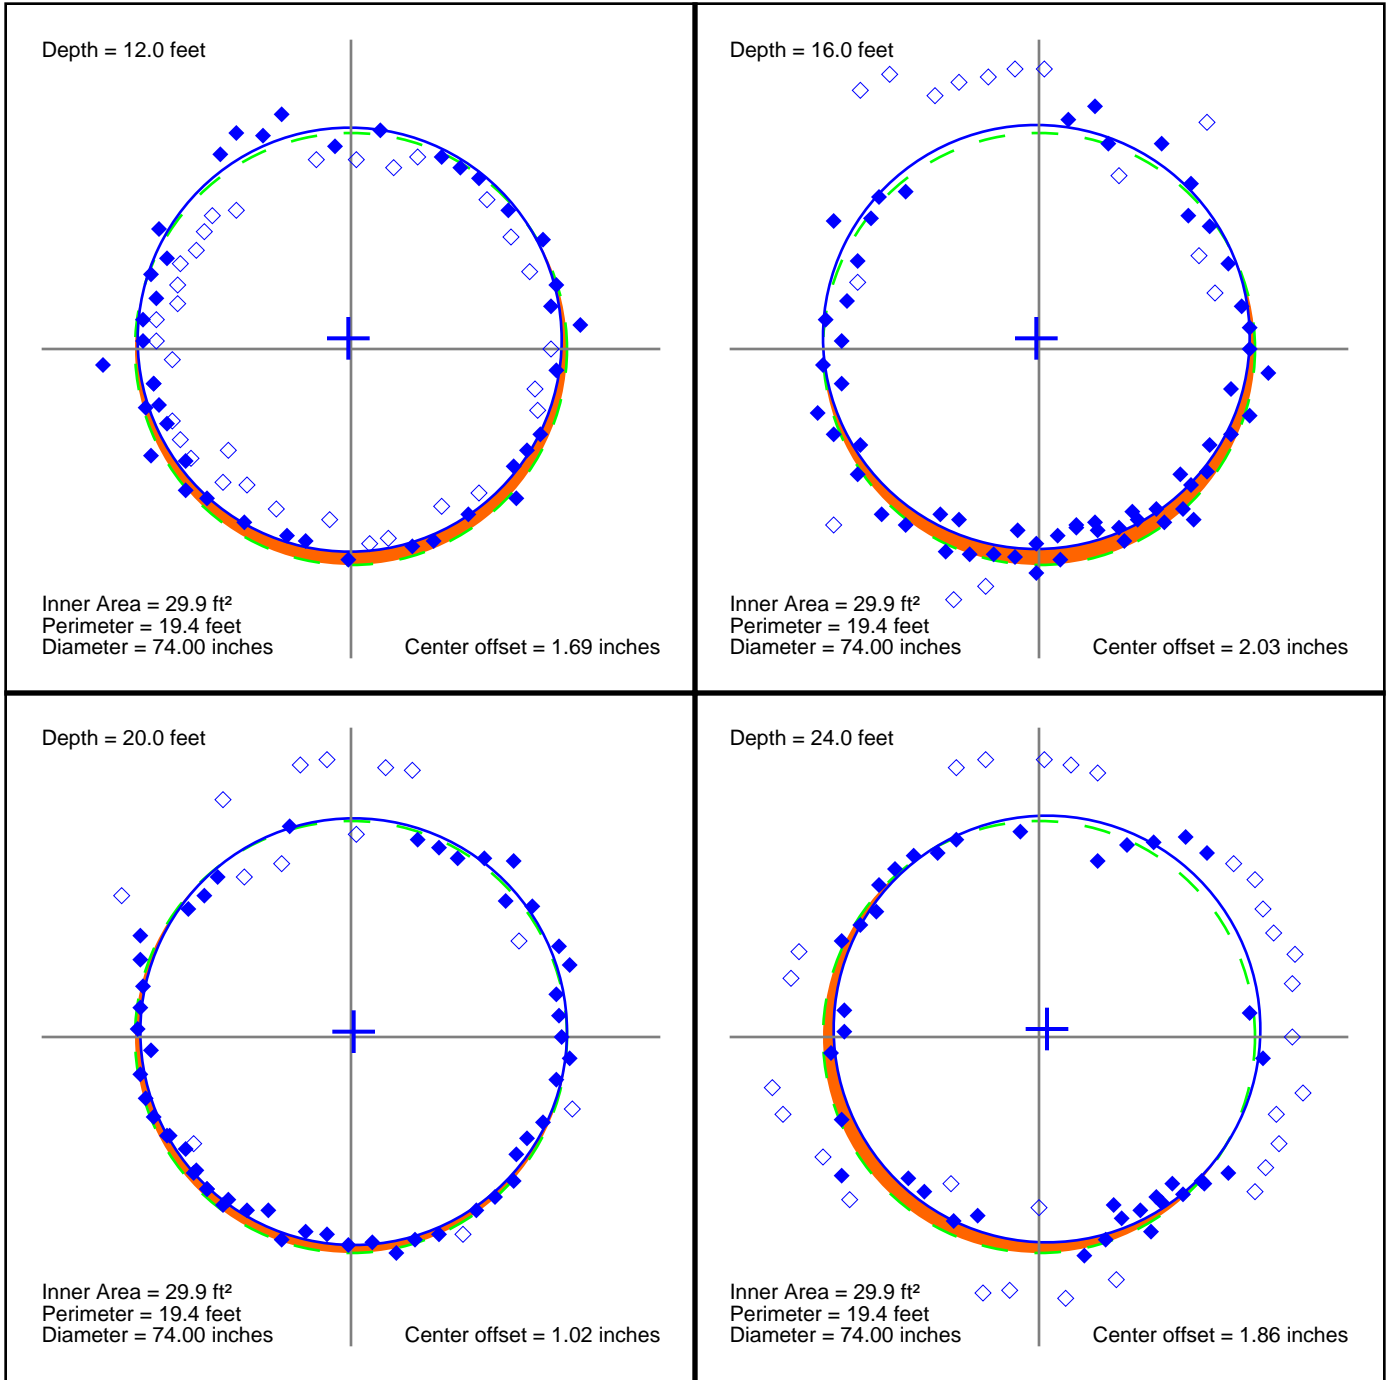 Depth = 12.0 feet
Inner Area = 29.9 ft²
Perimeter = 19.4 feet
Diameter = 74.00 inches
Center offset = 1.69 inches
Depth = 16.0 feet
Inner Area = 29.9 ft²
Perimeter = 19.4 feet
Diameter = 74.00 inches
Center offset = 2.03 inches
Depth = 20.0 feet
Inner Area = 29.9 ft²
Perimeter = 19.4 feet
Diameter = 74.00 inches
Center offset = 1.02 inches
Depth = 24.0 feet
Inner Area = 29.9 ft²
Perimeter = 19.4 feet
Diameter = 74.00 inches
Center offset = 1.86 inches